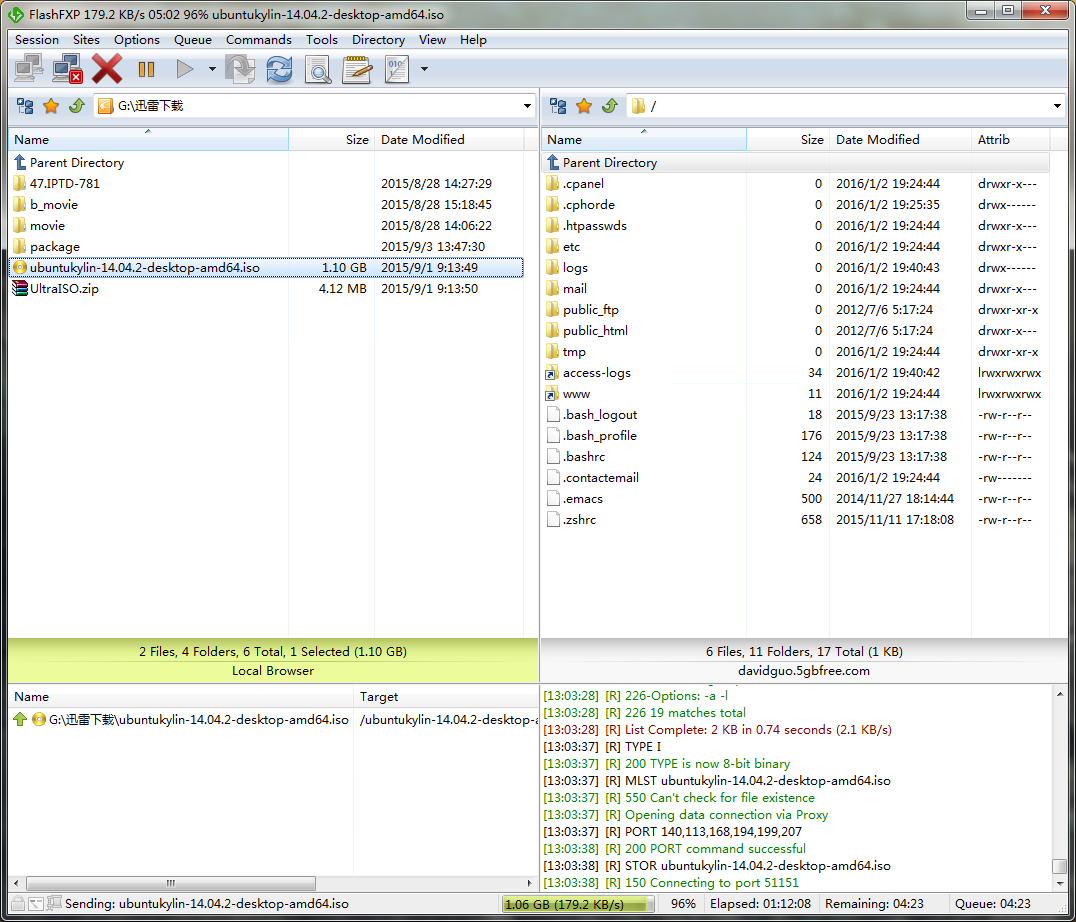 FlashFXP 179.2 KB/s 05:02 96% ubuntukylin-14.04.2-desktop-amd64.iso
Session Sites Options Queue Commands Tools Directory View Help
G:\迅雷下载
Name Size Date Modified
Parent Directory
47.IPTD-781 2015/8/28 14:27:29
b_movie 2015/8/28 15:18:45
movie 2015/8/28 14:06:22
package 2015/9/3 13:47:30
ubuntukylin-14.04.2-desktop-amd64.iso 1.10 GB 2015/9/1 9:13:49
UltraISO.zip 4.12 MB 2015/9/1 9:13:50
2 Files, 4 Folders, 6 Total, 1 Selected (1.10 GB)
Local Browser
/
Name Size Date Modified Attrib
Parent Directory
.cpanel 0 2016/1/2 19:24:44 drwxr-x---
.cphorde 0 2016/1/2 19:25:35 drwx------
.htpasswds 0 2016/1/2 19:24:44 drwxr-x---
etc 0 2016/1/2 19:24:44 drwxr-x---
logs 0 2016/1/2 19:40:43 drwx------
mail 0 2016/1/2 19:24:44 drwxr-x---
public_ftp 0 2012/7/6 5:17:24 drwxr-xr-x
public_html 0 2012/7/6 5:17:24 drwxr-x---
tmp 0 2016/1/2 19:24:44 drwxr-xr-x
access-logs 34 2016/1/2 19:40:42 lrwxrwxrwx
www 11 2016/1/2 19:24:44 lrwxrwxrwx
.bash_logout 18 2015/9/23 13:17:38 -rw-r--r--
.bash_profile 176 2015/9/23 13:17:38 -rw-r--r--
.bashrc 124 2015/9/23 13:17:38 -rw-r--r--
.contactemail 24 2016/1/2 19:24:44 -rw-------
.emacs 500 2014/11/27 18:14:44 -rw-r--r--
.zshrc 658 2015/11/11 17:18:08 -rw-r--r--
6 Files, 11 Folders, 17 Total (1 KB)
davidguo.5gbfree.com
Name Target
G:\迅雷下载\ubuntukylin-14.04.2-desktop-amd64.iso /ubuntukylin-14.04.2-desktop-a
[13:03:28] [R] 226-Options: -a -l
[13:03:28] [R] 226 19 matches total
[13:03:28] [R] List Complete: 2 KB in 0.74 seconds (2.1 KB/s)
[13:03:37] [R] TYPE I
[13:03:37] [R] 200 TYPE is now 8-bit binary
[13:03:37] [R] MLST ubuntukylin-14.04.2-desktop-amd64.iso
[13:03:37] [R] 550 Can't check for file existence
[13:03:37] [R] Opening data connection via Proxy
[13:03:37] [R] PORT 140,113,168,194,199,207
[13:03:38] [R] 200 PORT command successful
[13:03:38] [R] STOR ubuntukylin-14.04.2-desktop-amd64.iso
[13:03:38] [R] 150 Connecting to port 51151
Sending: ubuntukylin-14.04.2-desktop-amd64.iso 1.06 GB (179.2 KB/s) 96% Elapsed: 01:12:08 Remaining: 04:23 Queue: 04:23